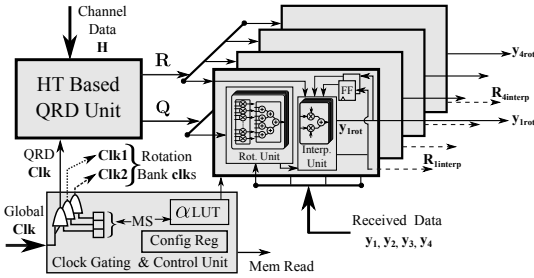 Channel
Data
H
HT Based
QRD Unit
R
Q
FF
y4rot
R4interp
y1rot
y1rot
R1interp
Rot. Unit
Interp.
Unit
QRD
Clk
Clk1
Clk2
Rotation
Bank clks
Global
Clk
MS
αLUT
Config Reg
Clock Gating & Control Unit
Mem Read
Received Data
y1, y2, y3, y4